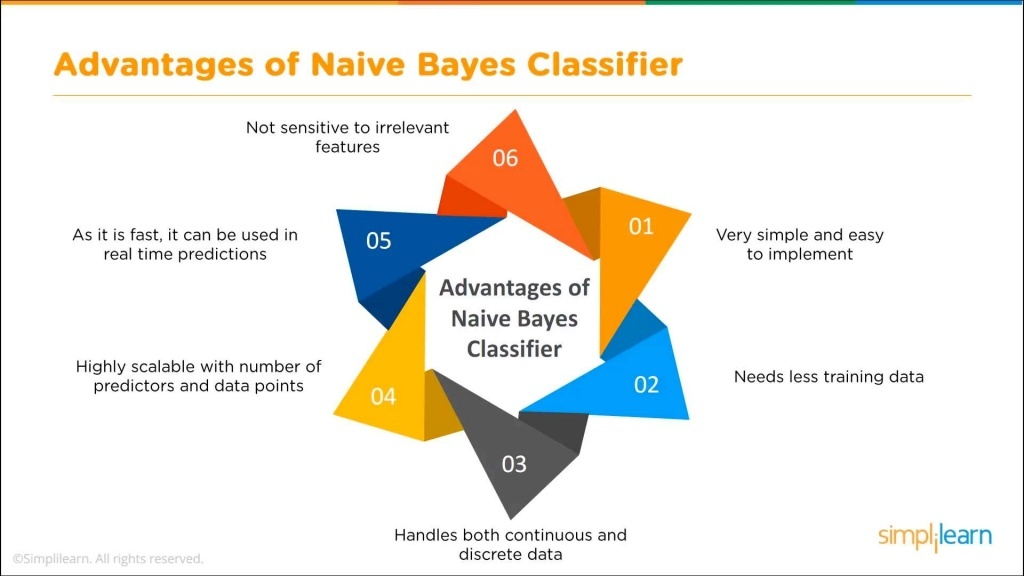 Advantages of Naive Bayes Classifier
Not sensitive to irrelevant
features
06
01
Very simple and easy
to implement
05
As it is fast, it can be used in
real time predictions
Advantages of
Naive Bayes
Classifier
02
Needs less training data
04
Highly scalable with number of
predictors and data points
03
Handles both continuous and
discrete data
©Simplilearn. All rights reserved.
simplilearn